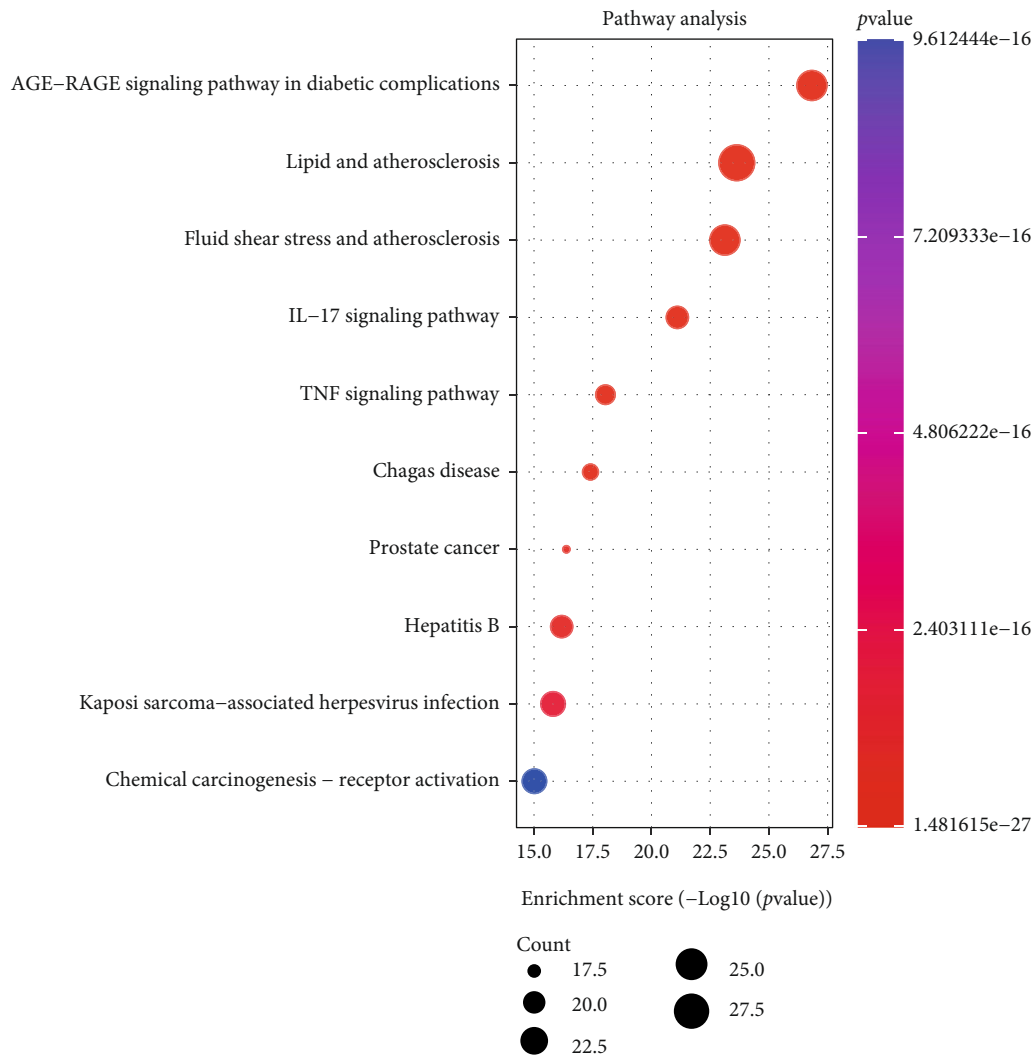 Pathway analysis
pvalue
AGE−RAGE signaling pathway in diabetic complications
Lipid and atherosclerosis
Fluid shear stress and atherosclerosis
IL−17 signaling pathway
TNF signaling pathway
Chagas disease
Prostate cancer
Hepatitis B
Kaposi sarcoma−associated herpesvirus infection
Chemical carcinogenesis − receptor activation
9.612444e−16
7.209333e−16
4.806222e−16
2.403111e−16
1.481615e−27
15.0 17.5 20.0 22.5 25.0 27.5
Enrichment score (−Log10 (pvalue))
Count
17.5
20.0
22.5
25.0
27.5